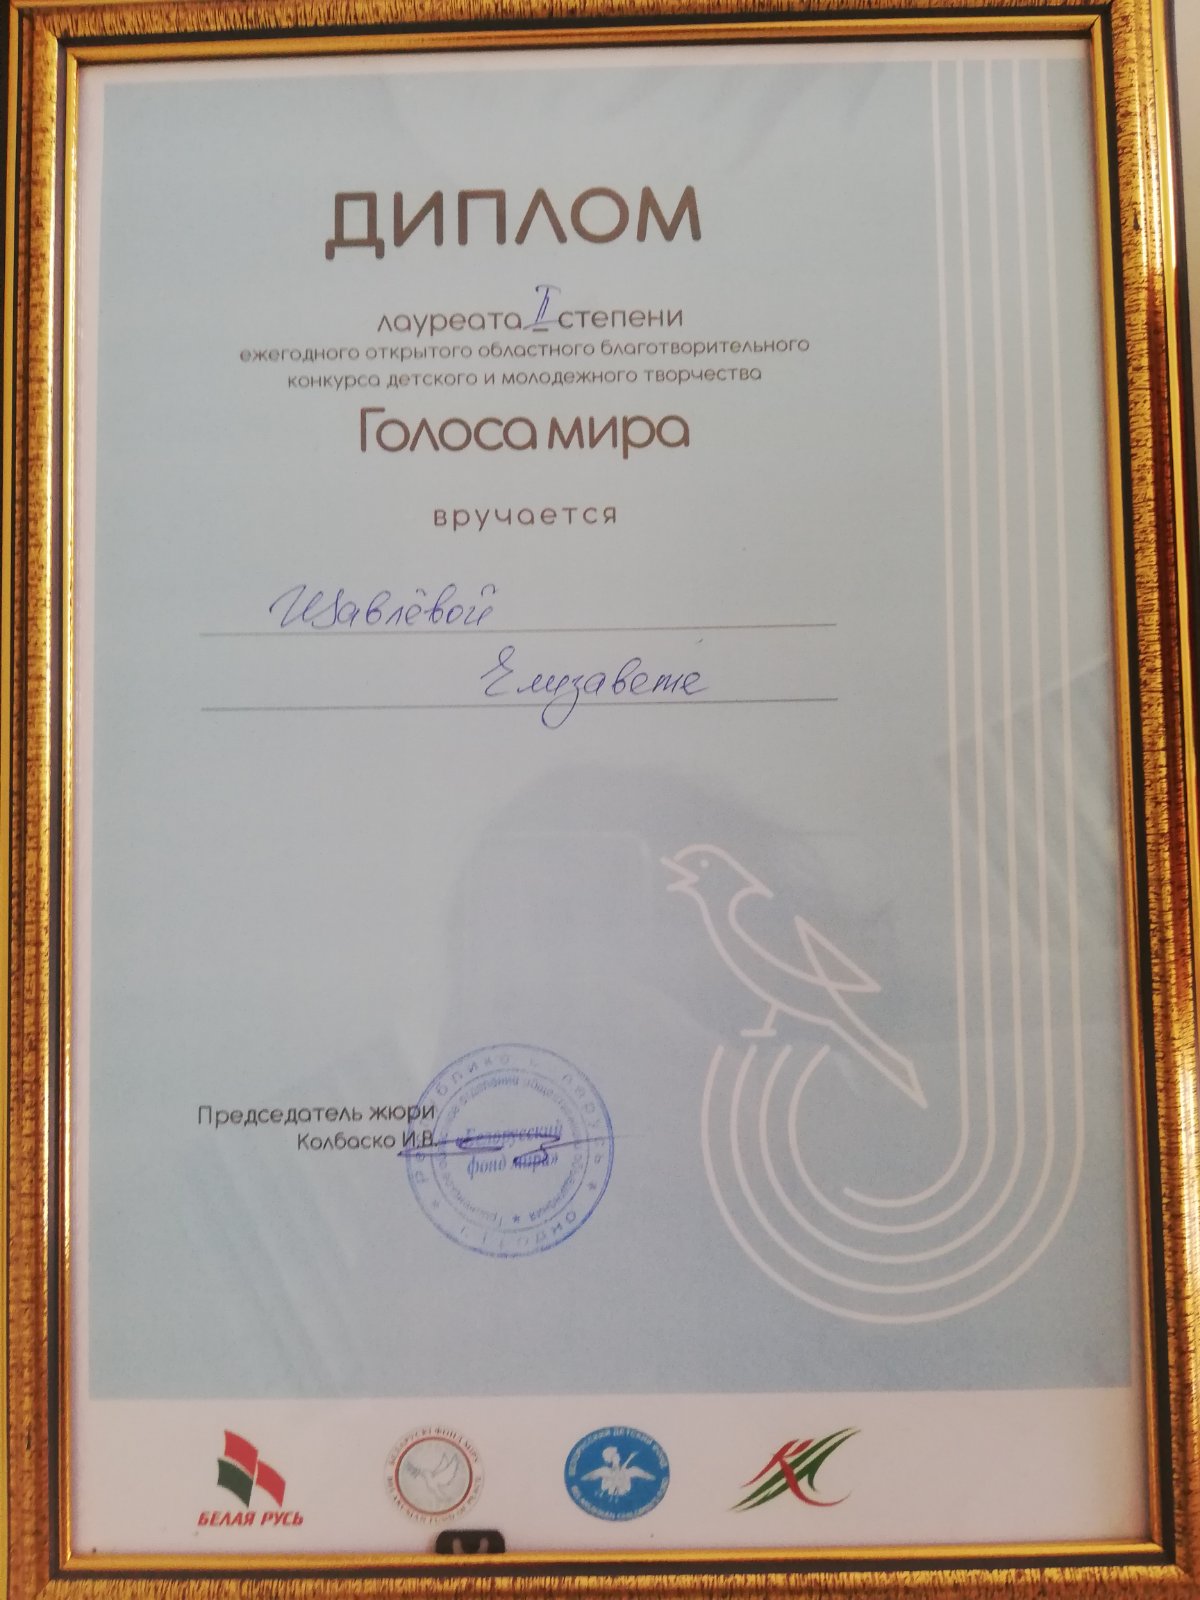 ДИПЛОМ
лауреата II степени
ежегодного открытого областного благотворительного
конкурса детского и молодежного творчества
Голоса мира
вручается
Шавлёвой
Елизавете
Председатель жюри
Колбаско И.В.
«Белорусский
фонд мира»
БЕЛАЯ РУСЬ